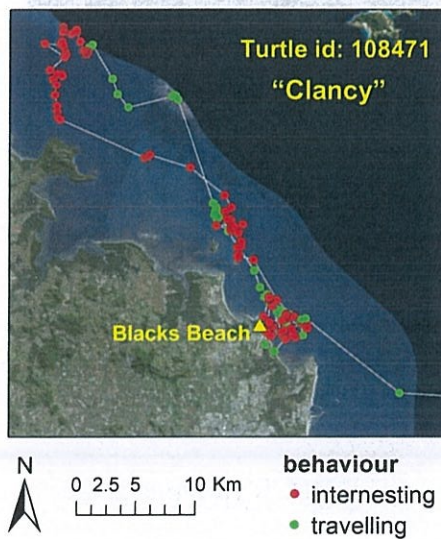 Turtle id: 108471
“Clancy”
Blacks Beach
N
0 2.5 5 10 Km
behaviour
internesting
travelling